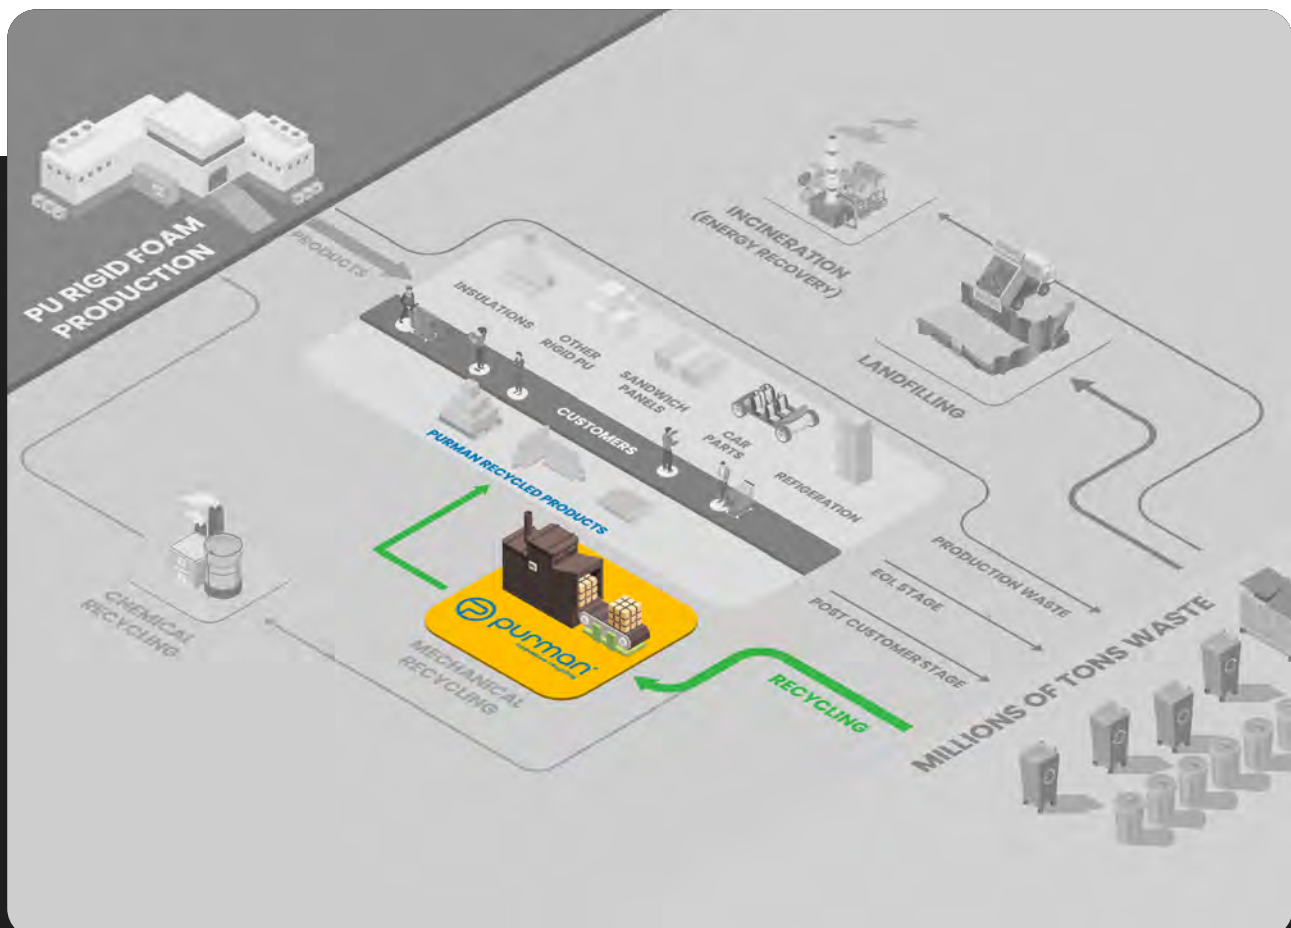 PU RIGID FOAM
PRODUCTION
PRODUCTS
INCINERATION
(ENERGY RECOVERY)
LANDFILLING
INSULATIONS
OTHER
RIGID PU
SANDWICH
PANELS
CAR
PARTS
REFIGERATION
CUSTOMERS
PURMAN RECYCLED PRODUCTS
PRODUCTION WASTE
EOL STAGE
POST CUSTOMER STAGE
MILLIONS OF TONS WASTE
CHEMICAL
RECYCLING
purman
MECHANICAL
RECYCLING
RECYCLING